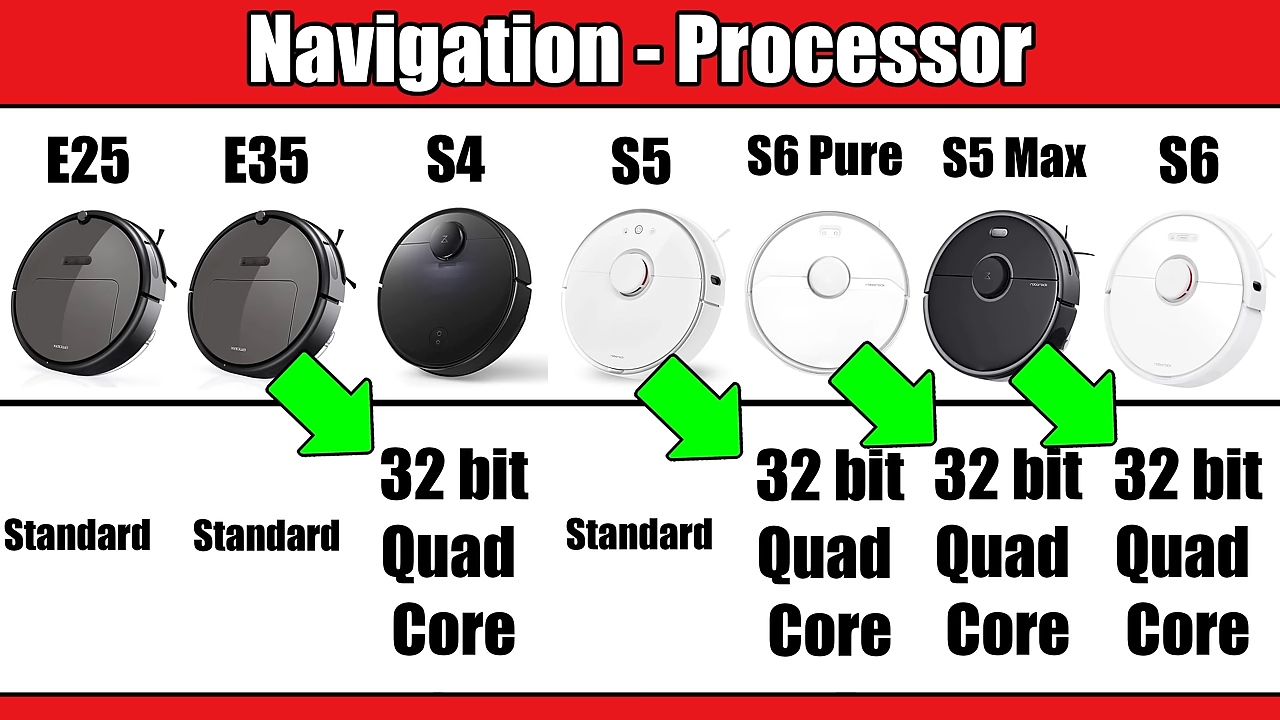 Navigation - Processor
E25
E35
S4
S5
S6 Pure
S5 Max
S6
Standard
Standard
32 bit
Quad
Core
Standard
32 bit
Quad
Core
32 bit
Quad
Core
32 bit
Quad
Core